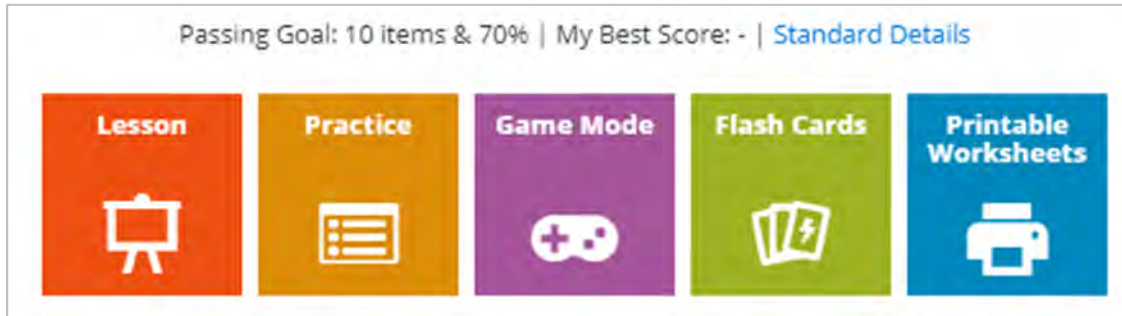 Passing Goal: 10 items & 70% | My Best Score: - | Standard Details
Lesson
Practice
Game Mode
Flash Cards
Printable
Worksheets